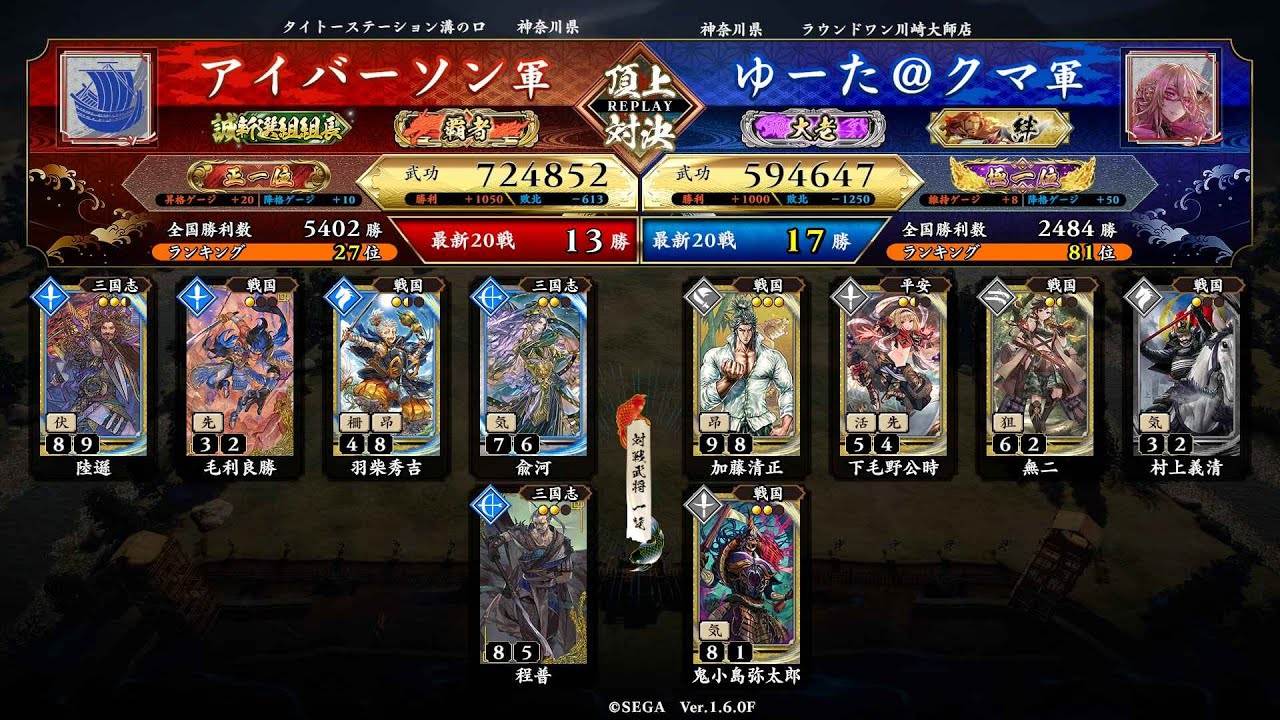 タイトーステーション溝の口 神奈川県
神奈川県 ラウンドワン川崎大師店
アイバーソン軍
頂上
REPLAY
対決
ゆーた@クマ軍
誠 新選組組長
覇者
大老
絆
正一位
武功 724852
武功 594647
極一位
昇格ゲージ +20 降格ゲージ +10
勝利 +1050 敗北 -613
勝利 +1000 敗北 -1250
維持ゲージ +8 降格ゲージ +50
全国勝利数 5402勝
最新20戦 13勝
最新20戦 17勝
全国勝利数 2484勝
ランキング 27位
ランキング 81位
三国志
戦国
戦国
三国志
戦国
平安
戦国
戦国
伏
先
柵 昂
気
昂
活 先
狙
気
8 9
3 2
4 8
7 6
9 8
5 4
6 2
3 2
陸遜
毛利良勝
羽柴秀吉
兪河
加藤清正
下毛野公時
無二
村上義清
対戦武将一覧
三国志
戦国
気
8 5
8 1
程普
鬼小島弥太郎
©SEGA Ver.1.6.0F